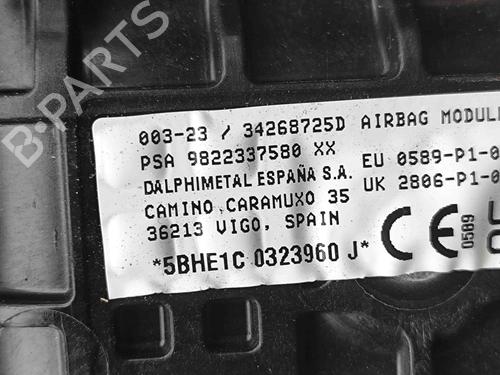 B-PARTS
003-23 / 34268725D AIRBAG MODULE
PSA 9822337580 XX
EU 0589-P1-0
DALPHIMETAL ESPAÑA S.A.
UK 2806-P1-0
CAMINO CARAMUXO 35
36213 VIGO, SPAIN
*5BHE1C 0323960 J*
CE
0589